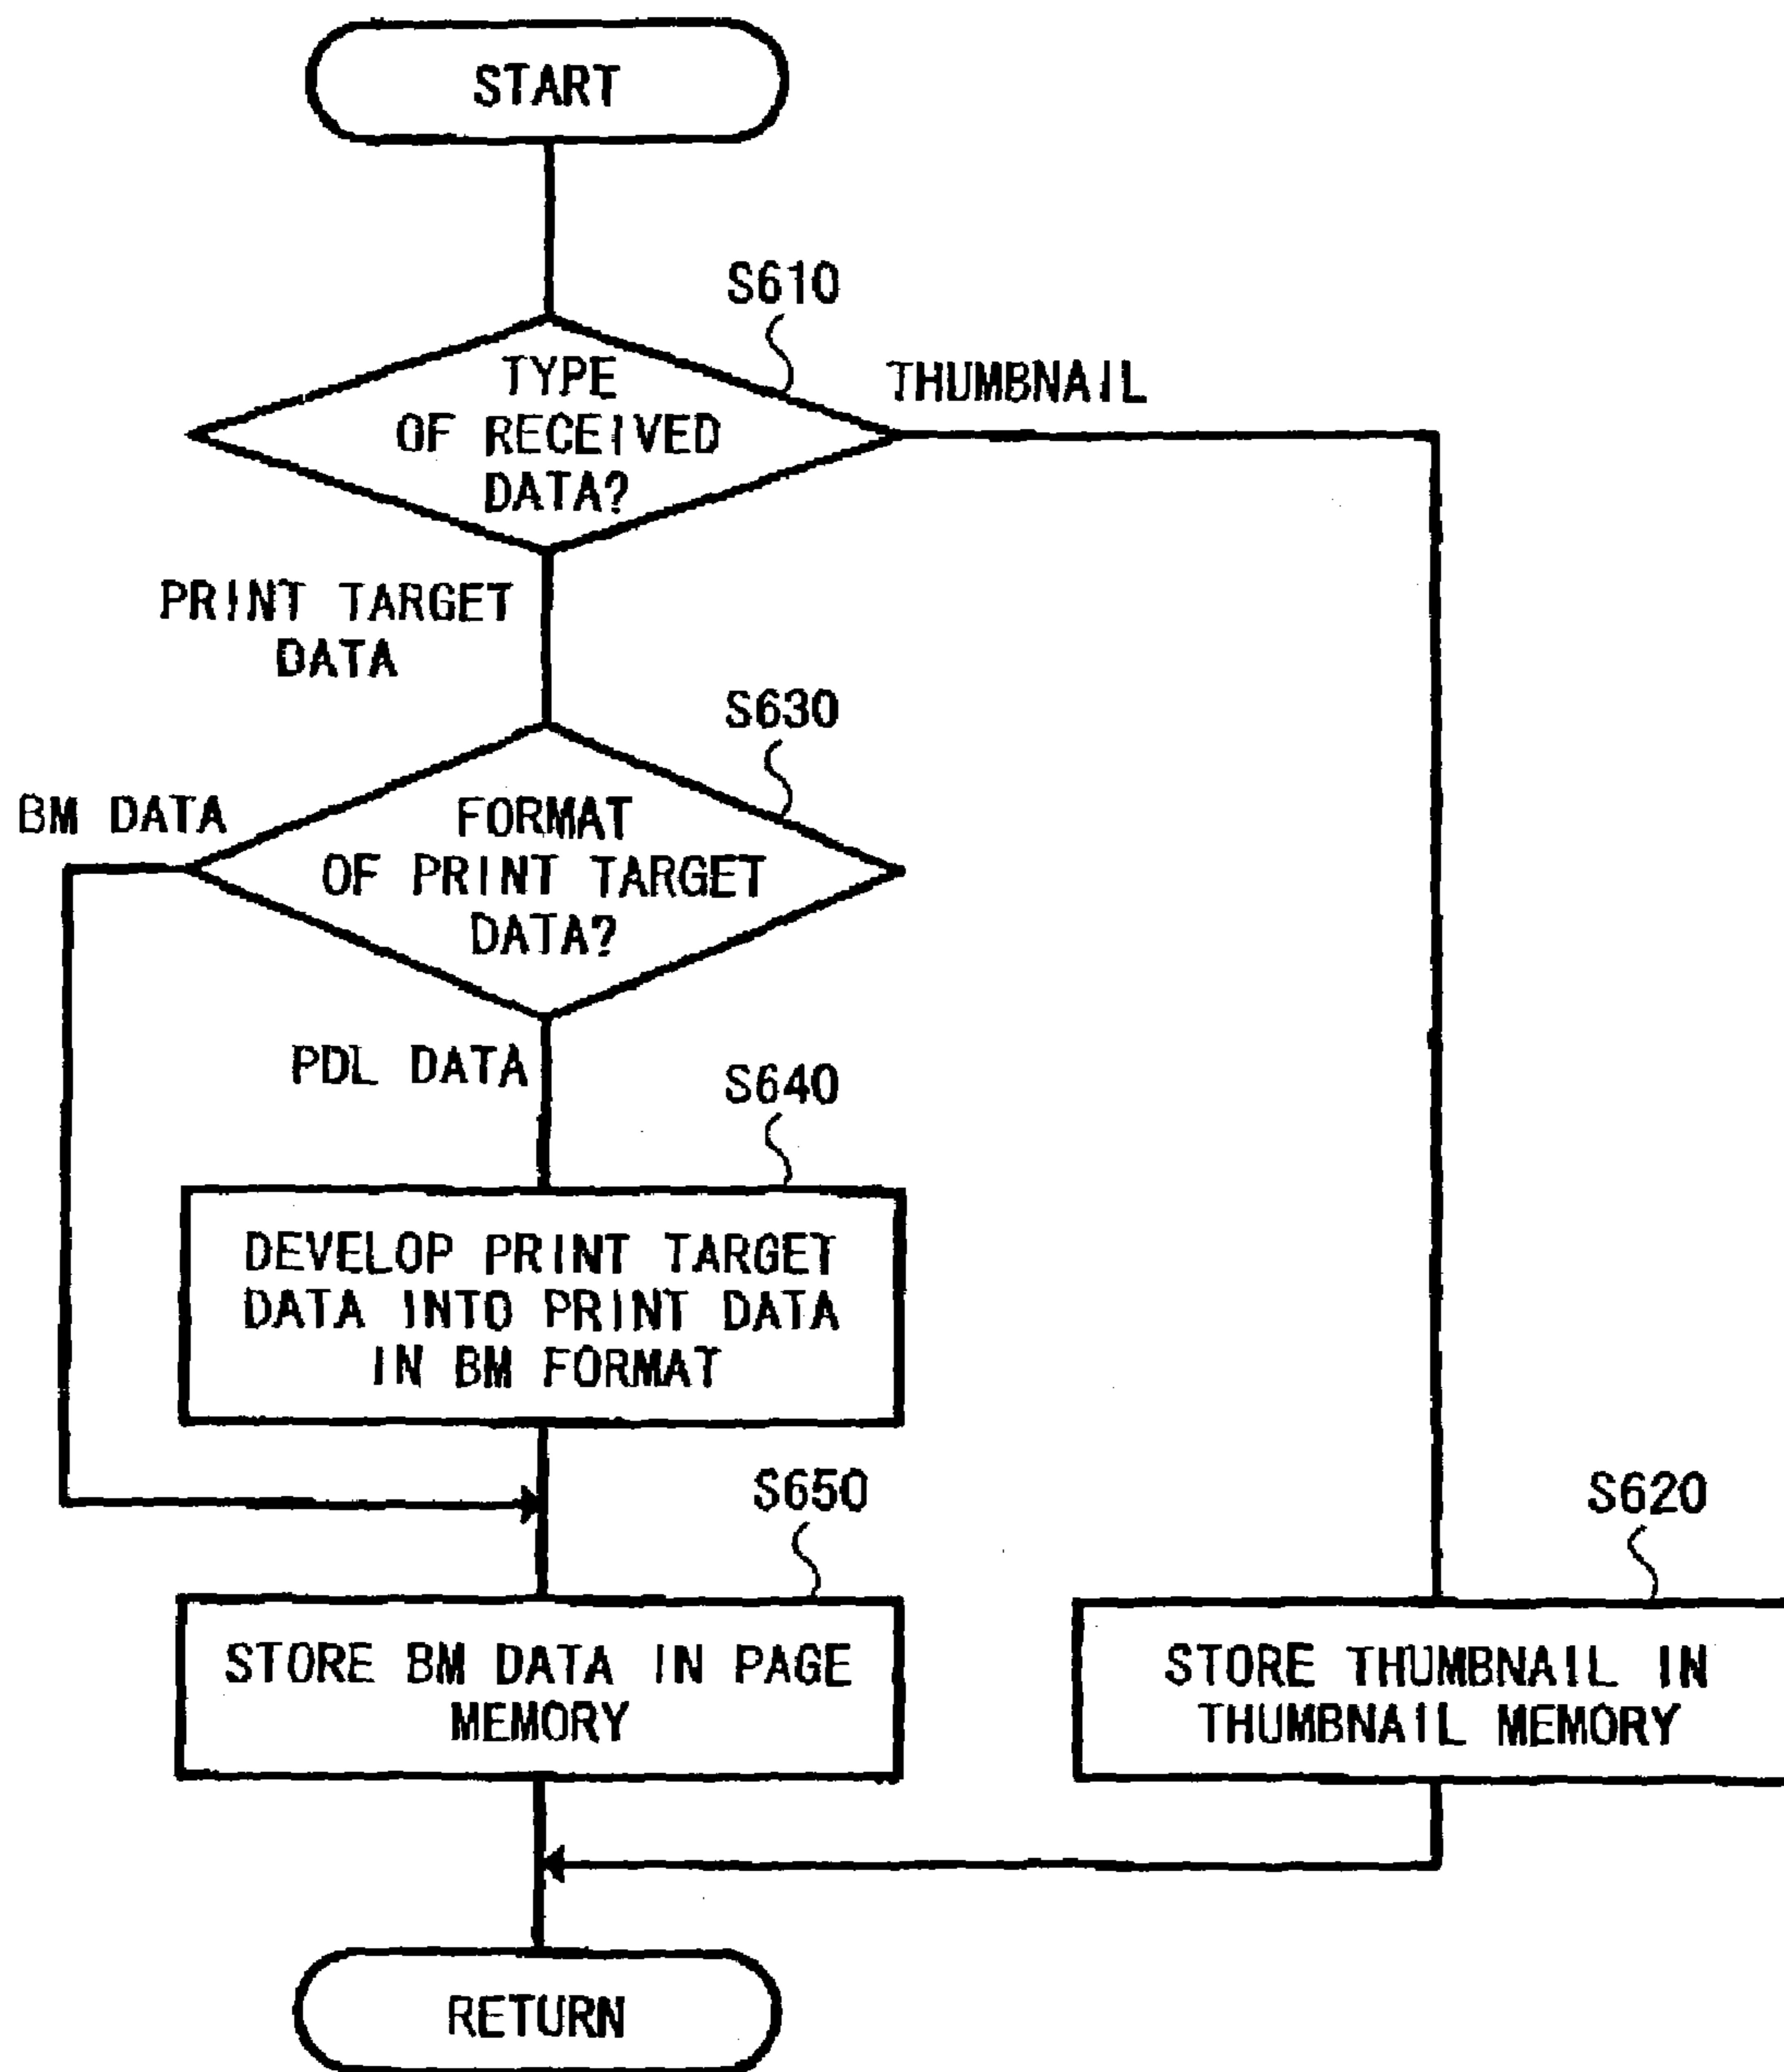 START
S610
TYPE
OF RECEIVED
DATA?
THUMBNAIL
PRINT TARGET
DATA
S630
BM DATA
FORMAT
OF PRINT TARGET
DATA?
PDL DATA
S640
DEVELOP PRINT TARGET
DATA INTO PRINT DATA
IN BM FORMAT
S650
STORE BM DATA IN PAGE
MEMORY
S620
STORE THUMBNAIL IN
THUMBNAIL MEMORY
RETURN